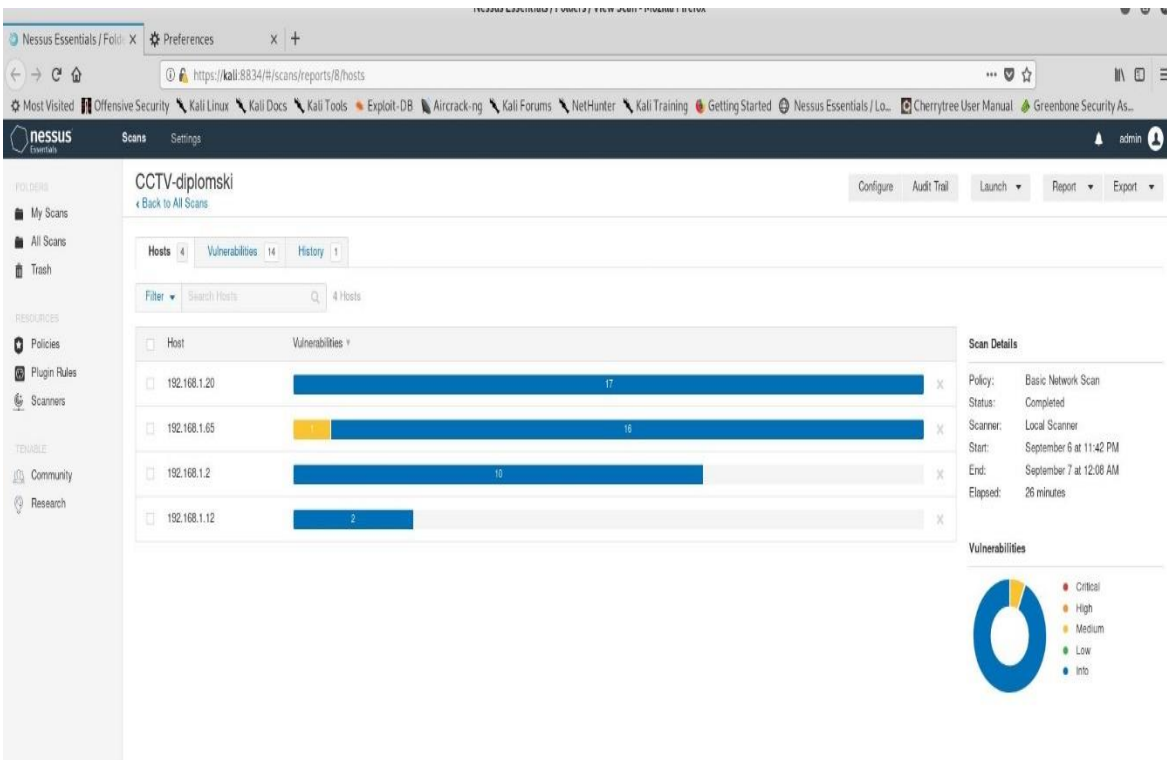 Nessus Essentials / Folders / View Scan - Mozilla Firefox
Nessus Essentials / Fold
Preferences
https://kali:8834/#/scans/reports/8/hosts
Most Visited Offensive Security Kali Linux Kali Docs Kali Tools Exploit-DB Aircrack-ng Kali Forums NetHunter Kali Training Getting Started Nessus Essentials / Lo... Cherrytree User Manual Greenbone Security As...
nessus Essentials
Scans Settings
admin
FOLDERS
My Scans
All Scans
Trash
RESOURCES
Policies
Plugin Rules
Scanners
TENABLE
Community
Research
CCTV-diplomski
Back to All Scans
Configure Audit Trail Launch Report Export
Hosts 4 Vulnerabilities 14 History 1
Filter Search Hosts 4 Hosts
Host Vulnerabilities
192.168.1.20 17
192.168.1.65 1 16
192.168.1.2 10
192.168.1.12 2
Scan Details
Policy: Basic Network Scan
Status: Completed
Scanner: Local Scanner
Start: September 6 at 11:42 PM
End: September 7 at 12:08 AM
Elapsed: 26 minutes
Vulnerabilities
Critical
High
Medium
Low
Info